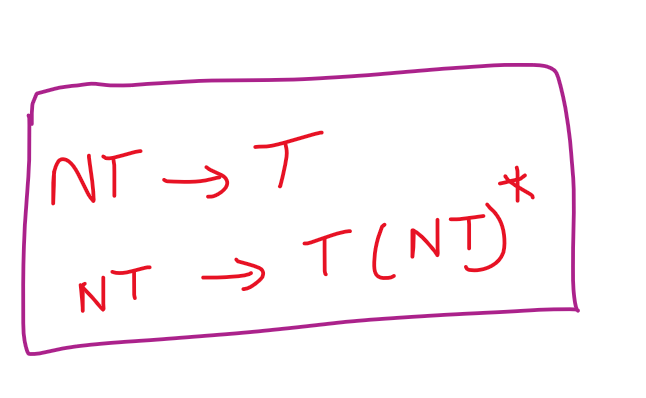 NT → T
NT → T (NT)*